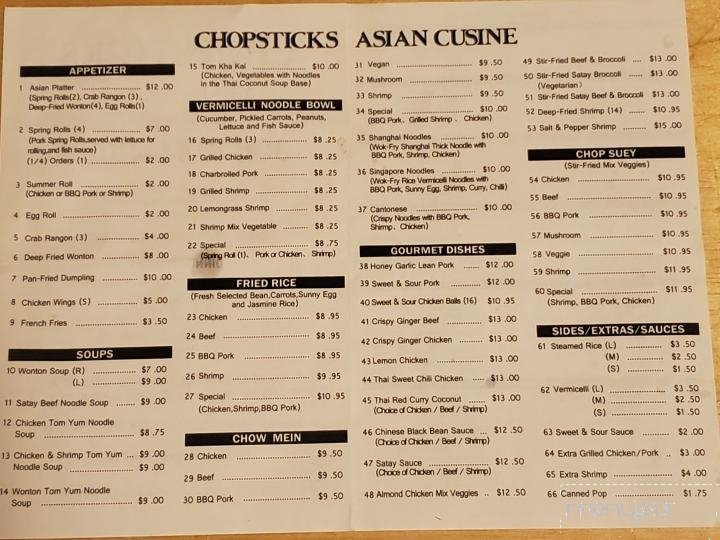 CHOPSTICKS ASIAN CUSINE
APPETIZER
1 Asian Platter ............ $12 .00
(Spring Rolls(2), Crab Rangon (3) ,
Deep-Fried Wonton(4), Egg Rolls(1)
2 Spring Rolls (4) ............ $7 .00
(Pork Spring Rolls,served with lettuce for
rolling,and fish sauce)
(1/4) Orders (1) ............ $2 .00
3 Summer Roll ............ $2 .00
(Chicken or BBQ Pork or Shrimp)
4 Egg Roll ............ $2 .00
5 Crab Rangon (3) ............ $4 .00
6 Deep Fried Wonton ............ $8 .00
7 Pan-Fried Dumpling ............ $10 .00
8 Chicken Wings (5) ............ $5 .00
9 French Fries ............ $3 .50
SOUPS
10 Wonton Soup (R) ............ $7 .00
(L) ............ $9 .00
11 Satay Beef Noodle Soup .... $9 .00
12 Chicken Tom Yum Noodle
Soup ............ $8 .75
13 Chicken & Shrimp Tom Yum ... $9 .00
Noodle Soup ............ $9 .00
14 Wonton Tom Yum Noodle
Soup ............ $9 .00
15 Tom Kha Kai ............ $10 .00
(Chicken, Vegetables with Noodles
in the Thai Coconut Soup Base)
VERMICELLI NOODLE BOWL
(Cucumber, Pickled Carrots, Peanuts,
Lettuce and Fish Sauce)
16 Spring Rolls (3) ............ $8 .25
17 Grilled Chicken ............ $8 .25
18 Charbroiled Pork ............ $8 .25
19 Grilled Shrimp ............ $8 .25
20 Lemongrass Shrimp ............ $8 .25
21 Shrimp Mix Vegetable ............ $8 .25
22 Special ............ $8 .75
(Spring Roll (1)、 Pork or Chicken、 Shrimp)
FRIED RICE
(Fresh Selected Bean,Carrots,Sunny Egg
and Jasmine Rice)
23 Chicken ............ $8 .95
24 Beef ............ $8 .95
25 BBQ Pork ............ $8 .95
26 Shrimp ............ $9 .95
27 Special ............ $10 .95
(Chicken,Shrimp,BBQ Pork)
CHOW MEIN
28 Chicken ............ $9 .50
29 Beef ............ $9 .50
30 BBQ Pork ............ $9 .50
31 Vegan ............ $9 .50
32 Mushroom ............ $9 .50
33 Shrimp ............ $9 .50
34 Special ............ $10 .00
(BBQ Pork、Grilled Shrimp 、 Chicken)
35 Shanghai Noodles ............ $10 .00
(Wok-Fry Shanghai Thick Noodle with
BBQ Pork, Shrimp, Chicken)
36 Singapore Noodles ............ $10 .00
(Wok-Fry Rice Vermicelli Noodles with
BBQ Pork, Sunny Egg, Shrimp, Curry, Chilli)
37 Cantonese ............ $10 .00
(Crispy Noodles with BBQ Pork,
Shirmp、Chicken)
GOURMET DISHES
38 Honey Garlic Lean Pork ...... $12 .00
39 Sweet & Sour Pork ............ $12 .00
40 Sweet & Sour Chicken Balls (16) $10 .95
41 Crispy Ginger Beef ............ $13 .00
42 Crispy Ginger Chicken ............ $13 .00
43 Lemon Chicken ............ $13 .00
44 Thai Sweet Chili Chicken .... $13 .00
45 Thai Red Curry Coconut ...... $13 .00
(Choice of Chicken / Beef / Shrimp)
46 Chinese Black Bean Sauce ... $12 .50
(Choice of Chicken / Beef / Shrimp)
47 Satay Sauce ............ $12 .50
(Choice of Chicken / Beef / Shrimp)
48 Almond Chicken Mix Veggies .. $12 .50
49 Stir-Fried Beef & Broccoli .... $13 .00
50 Stir-Fried Satay Broccoli ... $13 .00
(Vegetarian)
51 Stir-Fried Satay Beef Broccoli $13 .00
52 Deep-Fried Shrimp (14) ...... $10 .95
53 Salt & Pepper Shrimp ...... $15 .00
CHOP SUEY
(Stir-Fried Mix Veggies)
54 Chicken ............ $10 .95
55 Beef ............ $10 .95
56 BBQ Pork ............ $10 .95
57 Mushroom ............ $10 .95
58 Veggie ............ $10 .95
59 Shrimp ............ $11 .95
60 Special ............ $11 .95
(Shrimp, BBQ Pork, Chicken)
SIDES/EXTRAS/SAUCES
61 Steamed Rice (L) ............ $3 .50
(M) ............ $2 .50
(S) ............ $1 .50
62 Vermicelli (L) ............ $3 .50
(M) ............ $2 .50
(S) ............ $1 .50
63 Sweet & Sour Sauce ............ $2 .00
64 Extra Grilled Chicken/Pork .. $3 .00
65 Extra Shrimp ............ $4 .00
66 Canned Pop ............ $1 .75